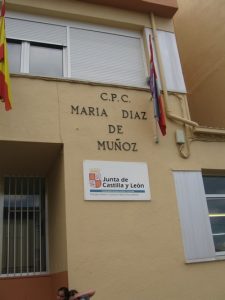 C.P.C.
MARIA DIAZ
DE
MUÑOZ
Junta de
Castilla y León